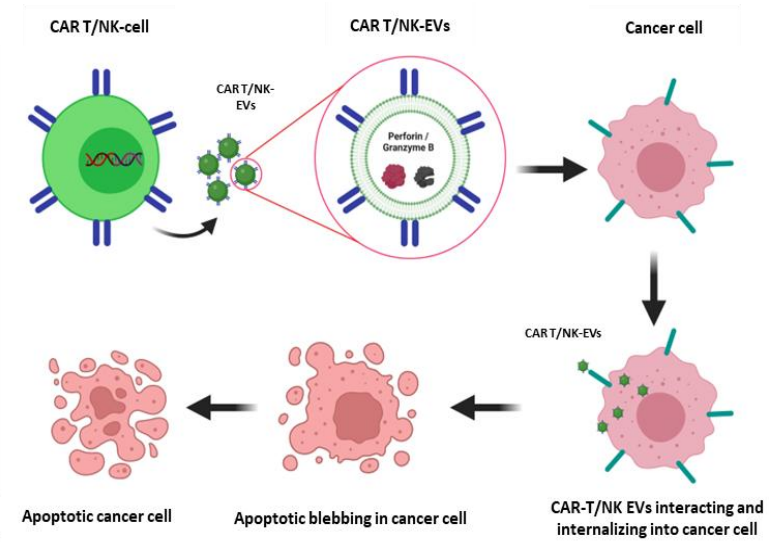 CAR T/NK-cell
CAR T/NK-EVs
Cancer cell
CAR T/NK-
EVs
Perforin /
Granzyme B
CAR T/NK-EVs
Apoptotic cancer cell
Apoptotic blebbing in cancer cell
CAR-T/NK EVs interacting and
internalizing into cancer cell